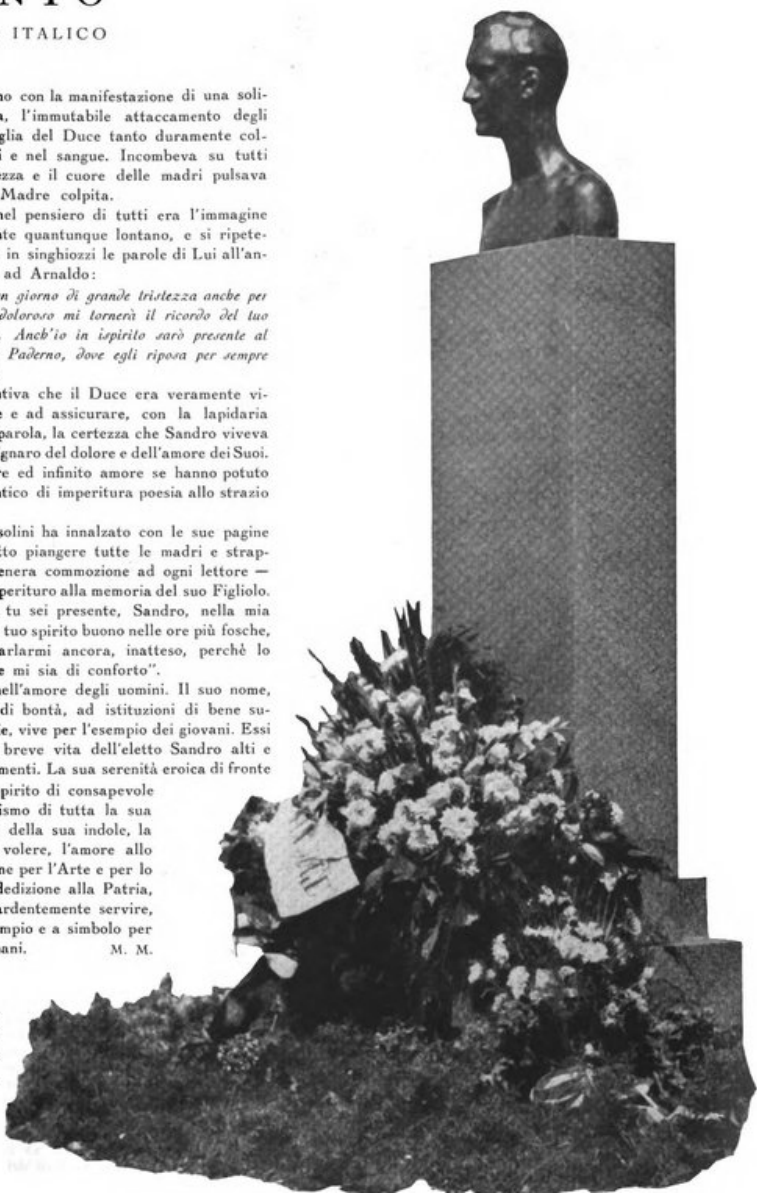 NTO
ITALICO
no con la manifestazione di una soli-
a, l'immutabile attaccamento degli
glia del Duce tanto duramente col-
i e nel sangue. Incombeva su tutti
ezza e il cuore delle madri pulsava
Madre colpita.
nel pensiero di tutti era l'immagine
nte quantunque lontano, e si ripete-
in singhiozzi le parole di Lui all'an-
ad Arnaldo:
un giorno di grande tristezza anche per
doloroso mi tornerà il ricordo del tuo
Anch'io in ispirito sarò presente al
Paderno, dove egli riposa per sempre
tiva che il Duce era veramente vi-
e e ad assicurare, con la lapidaria
parola, la certezza che Sandro viveva
gnaro del dolore e dell'amore dei Suoi.
re ed infinito amore se hanno potuto
tico di imperitura poesia allo strazio
solini ha innalzato con le sue pagine
tto piangere tutte le madri e strap-
enera commozione ad ogni lettore —
perituro alla memoria del suo Figliolo.
tu sei presente, Sandro, nella mia
tuo spirito buono nelle ore più fosche,
arlarmi ancora, inatteso, perchè lo
e mi sia di conforto".
nell'amore degli uomini. Il suo nome,
di bontà, ad istituzioni di bene su-
e, vive per l'esempio dei giovani. Essi
breve vita dell'eletto Sandro alti e
menti. La sua serenità eroica di fronte
pirito di consapevole
ismo di tutta la sua
della sua indole, la
volere, l'amore allo
ne per l'Arte e per lo
dedizione alla Patria,
ardentemente servire,
mpio e a simbolo per
ani. M. M.